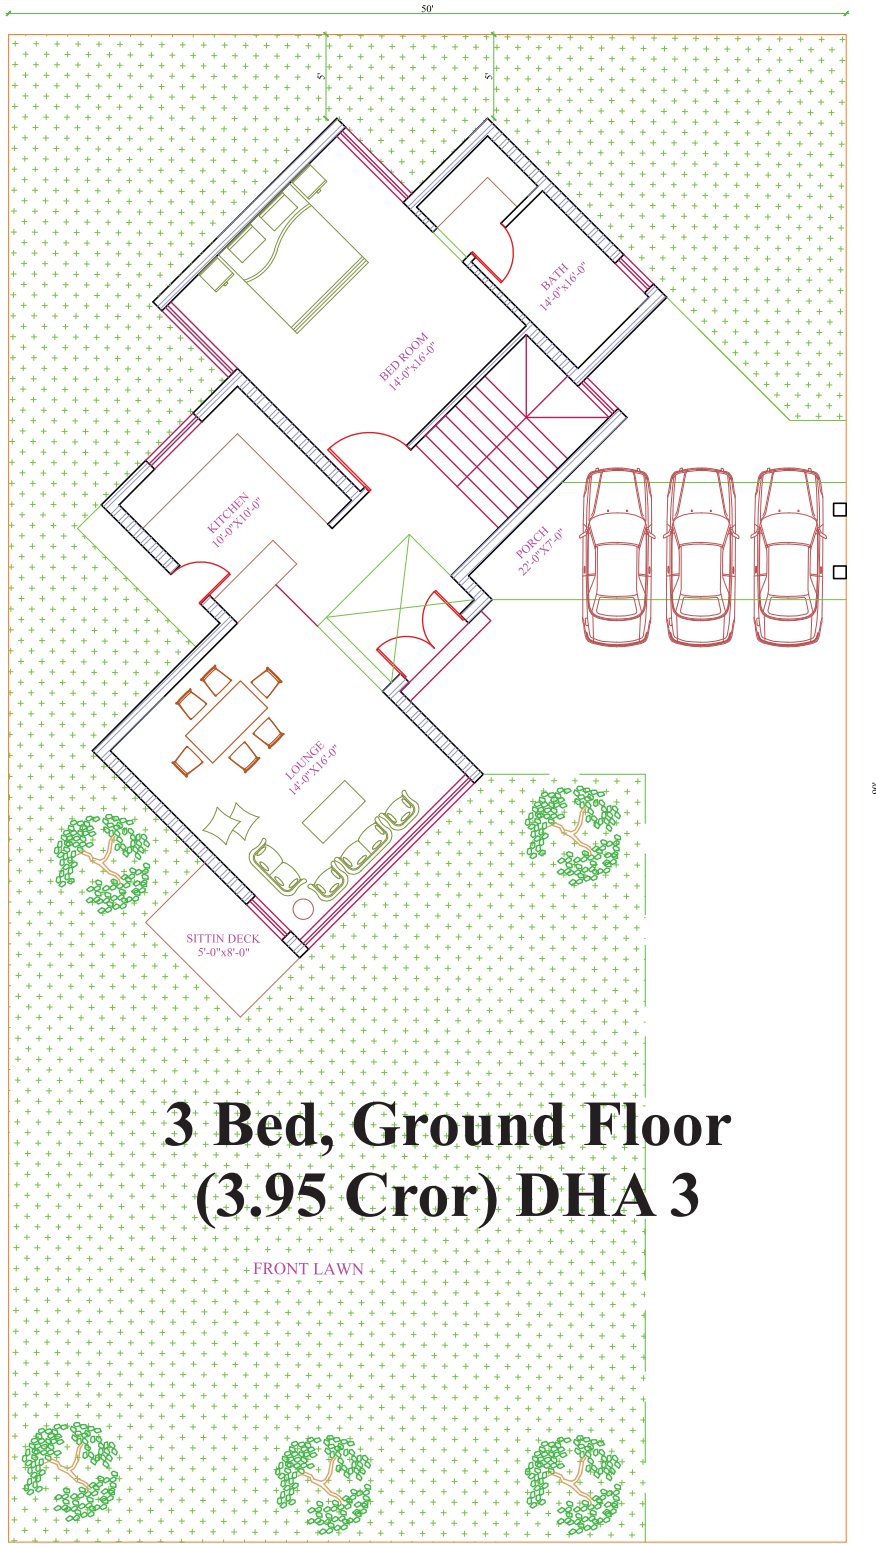 50'
5'
5'
BATH
14'-0"x16'-0"
BED ROOM
14'-0"x16'-0"
KITCHEN
10'-0"X10'-0"
PORCH
22'-0"X7'-0"
LOUNGE
14'-0"X16'-0"
90'
SITTIN DECK
5'-0"x8'-0"
3 Bed, Ground Floor
(3.95 Cror) DHA 3
FRONT LAWN